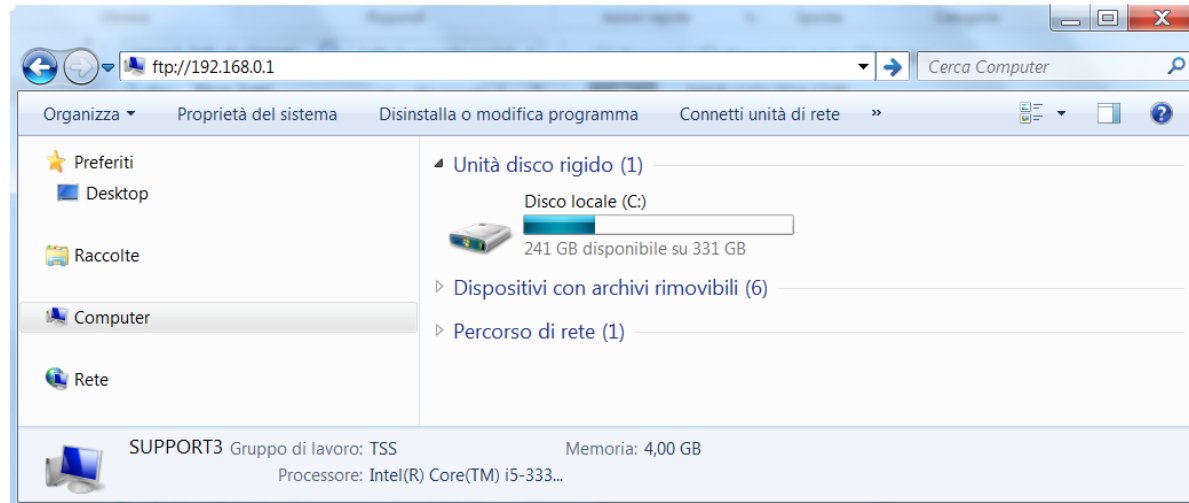 ftp://192.168.0.1
Cerca Computer
Organizza Proprietà del sistema Disinstalla o modifica programma Connetti unità di rete »
Preferiti
Desktop
Raccolte
Computer
Rete
Unità disco rigido (1)
Disco locale (C:)
241 GB disponibile su 331 GB
Dispositivi con archivi rimovibili (6)
Percorso di rete (1)
SUPPORT3 Gruppo di lavoro: TSS Memoria: 4,00 GB
Processore: Intel(R) Core(TM) i5-333...